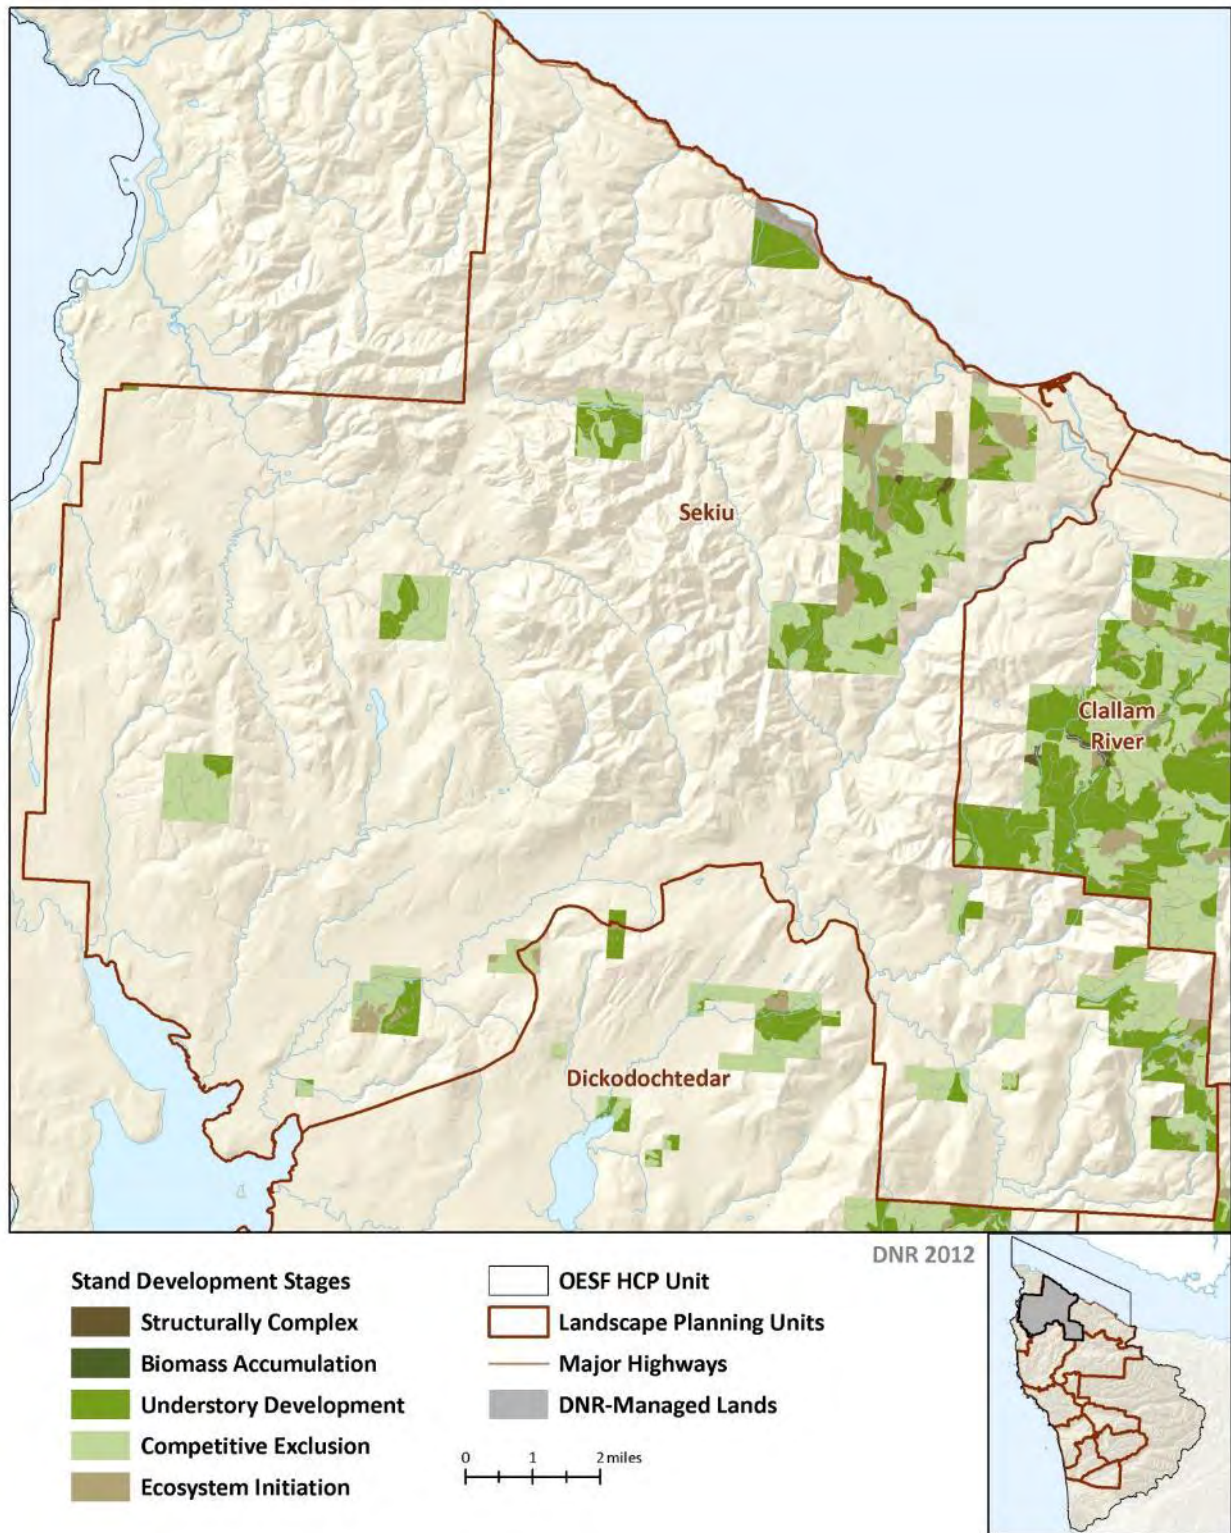 Sekiu
Clallam
River
Dickodochtedar
DNR 2012
Stand Development Stages
Structurally Complex
Biomass Accumulation
Understory Development
Competitive Exclusion
Ecosystem Initiation
OESF HCP Unit
Landscape Planning Units
Major Highways
DNR-Managed Lands
0 1 2 miles